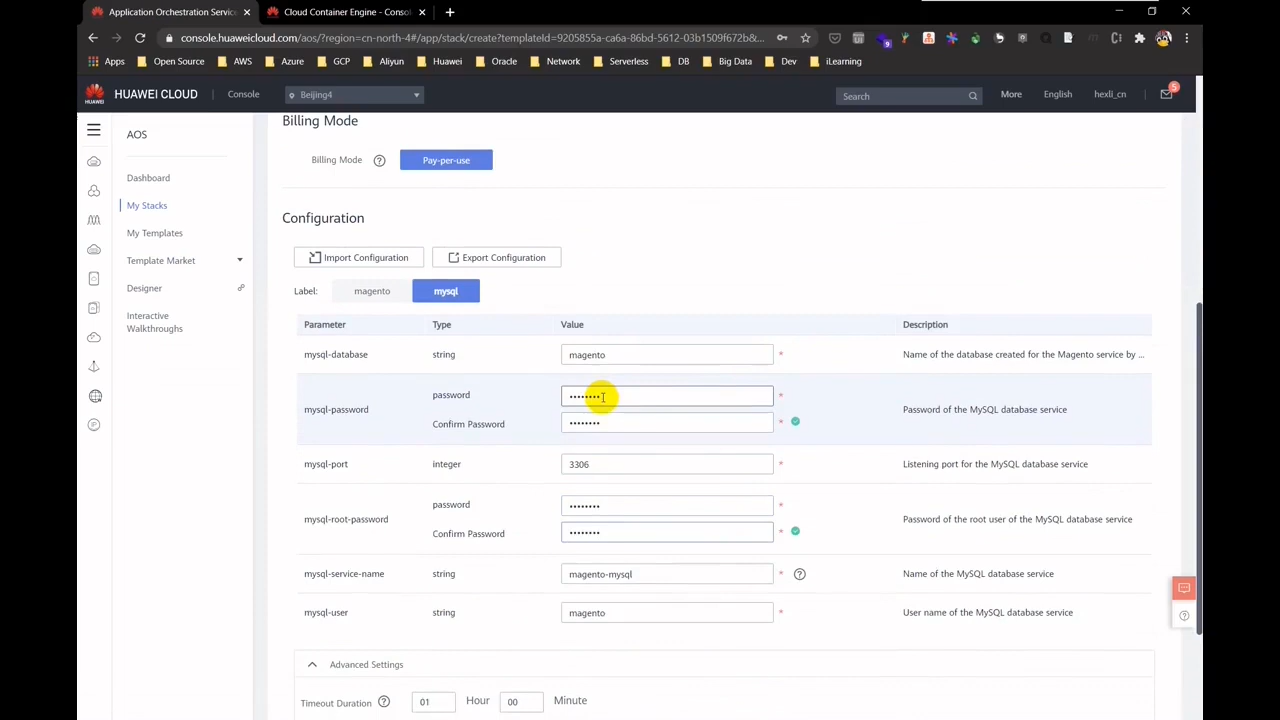 Application Orchestration Service
Cloud Container Engine - Conso
console.huaweicloud.com/aos/?region=cn-north-4#/app/stack/create?templateId=9205855a-ca6a-86bd-5612-03b1509f672b&...
Apps Open Source AWS Azure GCP Aliyun Huawei Oracle Network Serverless DB Big Data Dev iLearning
HUAWEI
HUAWEI CLOUD Console Beijing4 Search More English hexli_cn 5
AOS
Dashboard
My Stacks
My Templates
Template Market
Designer
Interactive
Walkthroughs
Billing Mode
Billing Mode ? Pay-per-use
Configuration
Import Configuration Export Configuration
Label: magento mysql
Parameter Type Value Description
mysql-database string magento * Name of the database created for the Magento service by ...
mysql-password password •••••••• * Password of the MySQL database service
Confirm Password •••••••• *
mysql-port integer 3306 * Listening port for the MySQL database service
mysql-root-password password •••••••• * Password of the root user of the MySQL database service
Confirm Password •••••••• *
mysql-service-name string magento-mysql * ? Name of the MySQL database service
mysql-user string magento * User name of the MySQL database service
Advanced Settings
Timeout Duration ? 01 Hour 00 Minute